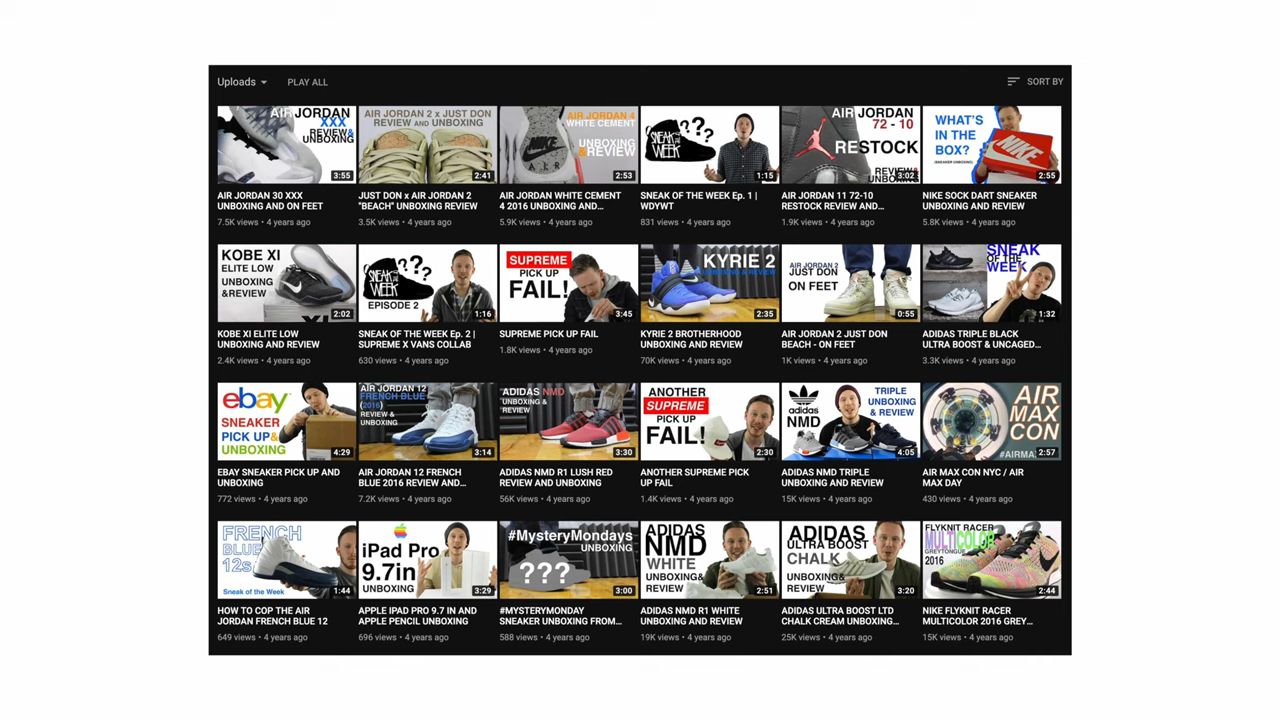 Uploads
PLAY ALL
SORT BY
AIR JORDAN
XXX
REVIEW&
UNBOXING
3:55
AIR JORDAN 30 XXX
UNBOXING AND ON FEET
7.5K views • 4 years ago
AIR JORDAN 2 x JUST DON
REVIEW AND UNBOXING
2:41
JUST DON x AIR JORDAN 2
"BEACH" UNBOXING REVIEW
3.5K views • 4 years ago
AIR JORDAN 4
WHITE CEMENT
UNBOXING
&REVIEW
NIKE
AIR
2:53
AIR JORDAN WHITE CEMENT
4 2016 UNBOXING AND...
5.9K views • 4 years ago
SNEAK
OF THE
WEEK
???
1:15
SNEAK OF THE WEEK Ep. 1 |
WDYWT
831 views • 4 years ago
AIR JORDAN
72 - 10
RESTOCK
REVIEW AND
UNBOXING
3:02
AIR JORDAN 11 72-10
RESTOCK REVIEW AND...
1.9K views • 4 years ago
WHAT'S
IN THE
BOX?
(SNEAKER UNBOXING)
NIKE
2:55
NIKE SOCK DART SNEAKER
UNBOXING AND REVIEW
5.8K views • 4 years ago
KOBE XI
ELITE LOW
UNBOXING
&REVIEW
2:02
KOBE XI ELITE LOW
UNBOXING AND REVIEW
2.4K views • 4 years ago
SNEAK
OF THE
WEEK
???
EPISODE 2
1:16
SNEAK OF THE WEEK Ep. 2 |
SUPREME X VANS COLLAB
630 views • 4 years ago
SUPREME
PICK UP
FAIL!
3:45
SUPREME PICK UP FAIL
1.8K views • 4 years ago
KYRIE 2
UNBOXING & REVIEW
2:35
KYRIE 2 BROTHERHOOD
UNBOXING AND REVIEW
70K views • 4 years ago
AIR JORDAN 2
JUST DON
ON FEET
0:55
AIR JORDAN 2 JUST DON
BEACH - ON FEET
1K views • 4 years ago
SNEAK
OF THE
WEEK
1:32
ADIDAS TRIPLE BLACK
ULTRA BOOST & UNCAGED...
3.3K views • 4 years ago
ebay
SNEAKER
PICK UP&
UNBOXING
4:29
EBAY SNEAKER PICK UP AND
UNBOXING
772 views • 4 years ago
AIR JORDAN 12
FRENCH BLUE
(2016)
REVIEW &
UNBOXING
3:14
AIR JORDAN 12 FRENCH
BLUE 2016 REVIEW AND...
7.2K views • 4 years ago
ADIDAS NMD
UNBOXING &
REVIEW
3:30
ADIDAS NMD R1 LUSH RED
REVIEW AND UNBOXING
56K views • 4 years ago
ANOTHER
SUPREME
PICK UP
FAIL!
2:30
ANOTHER SUPREME PICK
UP FAIL
1.4K views • 4 years ago
adidas
NMD
TRIPLE
UNBOXING
& REVIEW
4:05
ADIDAS NMD TRIPLE
UNBOXING AND REVIEW
15K views • 4 years ago
AIR
MAX
CON
#AIRMAX
2:57
AIR MAX CON NYC / AIR
MAX DAY
430 views • 4 years ago
FRENCH
BLUE
12s
Sneak of the Week
1:44
HOW TO COP THE AIR
JORDAN FRENCH BLUE 12
649 views • 4 years ago
iPad Pro
9.7in
UNBOXING
3:29
APPLE IPAD PRO 9.7 IN AND
APPLE PENCIL UNBOXING
696 views • 4 years ago
#MysteryMondays
UNBOXING
???
3:00
#MYSTERYMONDAY
SNEAKER UNBOXING FROM...
588 views • 4 years ago
ADIDAS
NMD
WHITE
UNBOXING&
REVIEW
2:51
ADIDAS NMD R1 WHITE
UNBOXING AND REVIEW
19K views • 4 years ago
ADIDAS
ULTRA BOOST
CHALK
UNBOXING&
REVIEW
3:20
ADIDAS ULTRA BOOST LTD
CHALK CREAM UNBOXING...
25K views • 4 years ago
FLYKNIT RACER
MULTICOLOR
GREYTONGUE
2016
2:44
NIKE FLYKNIT RACER
MULTICOLOR 2016 GREY...
15K views • 4 years ago